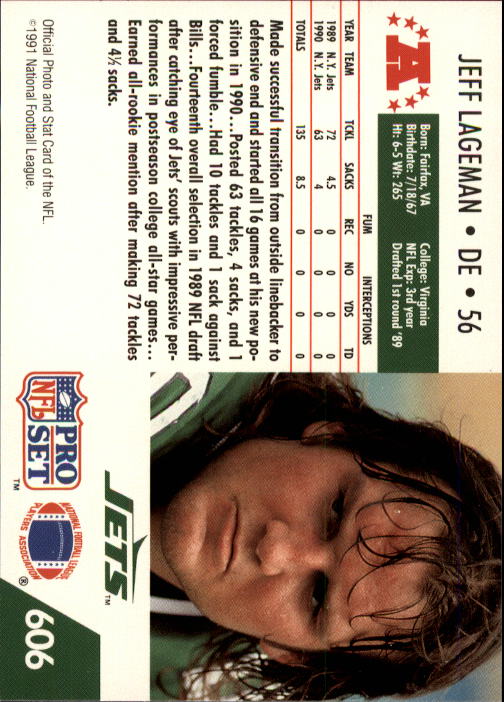 JEFF LAGEMAN • DE • 56
A
Born: Fairfax, VA College: Virginia
Birthdate: 7/18/67 NFL Exp: 3rd year
Ht: 6-5 Wt: 265 Drafted 1st round '89
FUM INTERCEPTIONS
YEAR TEAM TCKL SACKS REC NO YDS TD
1989 N.Y. Jets 72 4.5 0 0 0 0
1990 N.Y. Jets 63 4 0 0 0 0
TOTALS 135 8.5 0 0 0 0
Made successful transition from outside linebacker to
defensive end and started all 16 games at his new po-
sition in 1990...Posted 63 tackles, 4 sacks, and 1
forced fumble...Had 10 tackles and 1 sack against
Bills...Fourteenth overall selection in 1989 NFL draft
after catching eye of Jets' scouts with impressive per-
formances in postseason college all-star games...
Earned all-rookie mention after making 72 tackles
and 4½ sacks.
Official Photo and Stat Card of the NFL.
©1991 National Football League.
JETS™
PRO
NFL
SET™
NATIONAL FOOTBALL LEAGUE
PLAYERS ASSOCIATION®
606